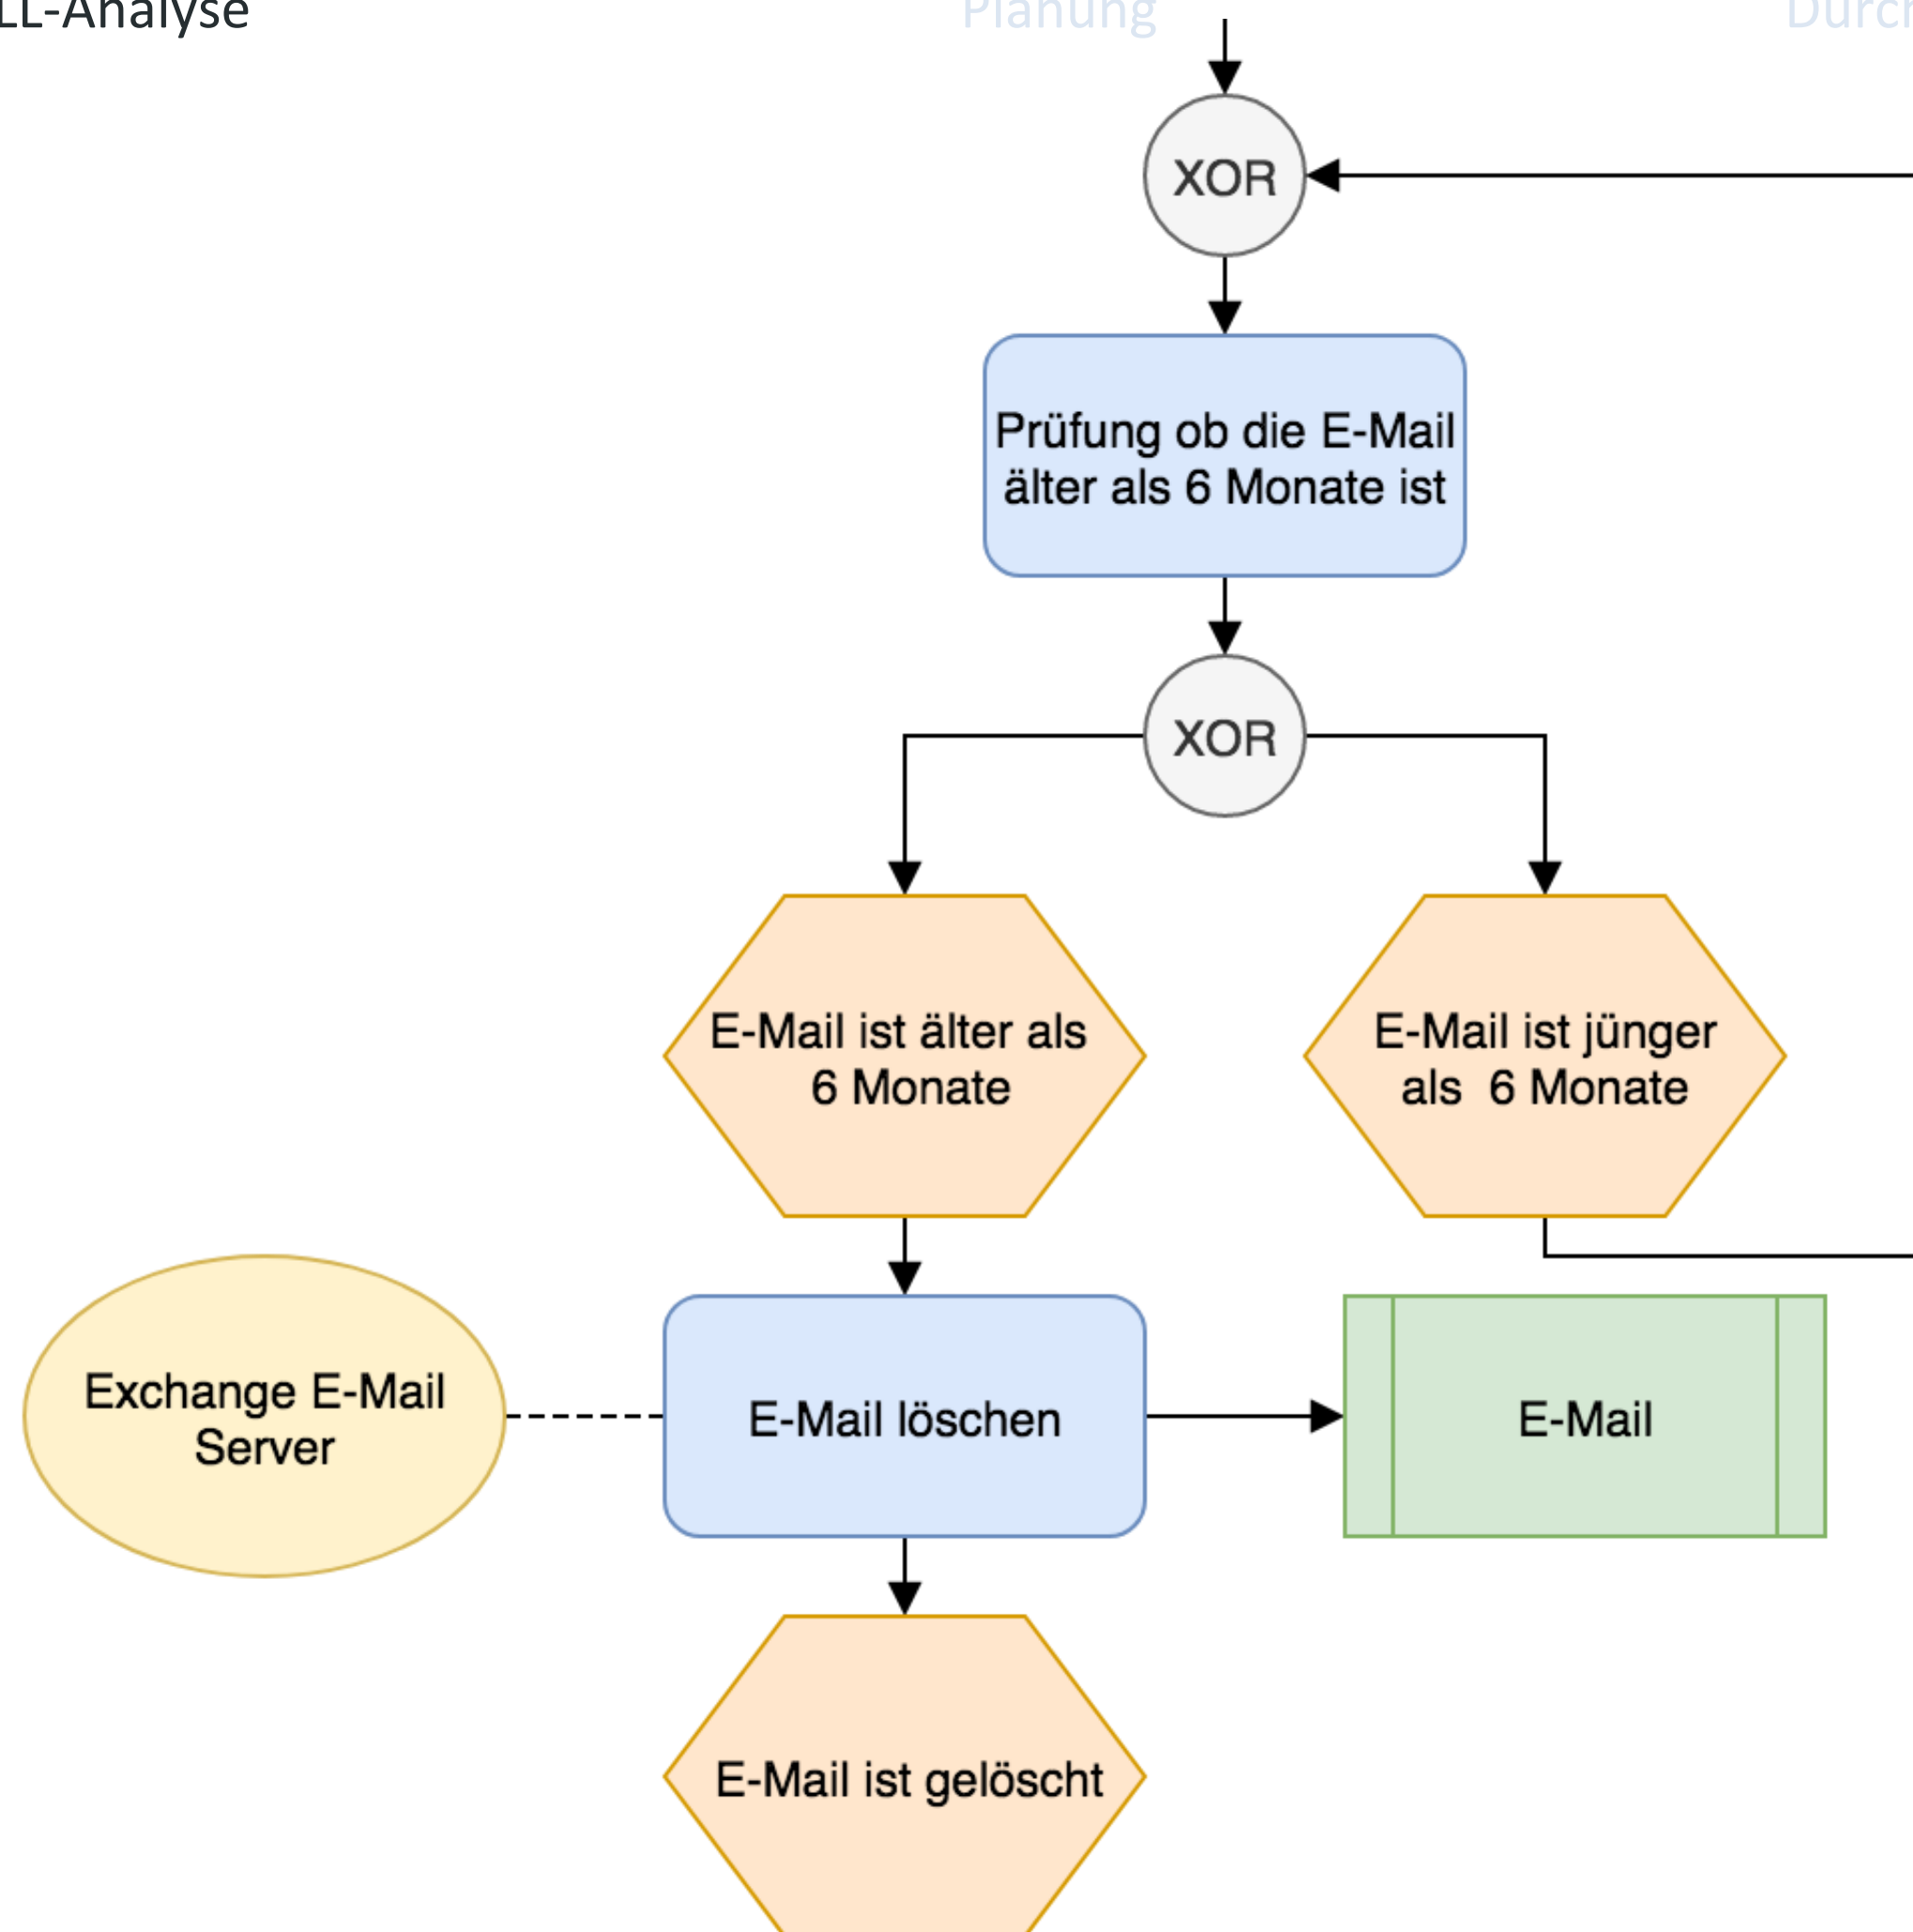 LL-Analyse
Planung
Durch
XOR
Prüfung ob die E-Mail
älter als 6 Monate ist
XOR
E-Mail ist älter als
6 Monate
E-Mail ist jünger
als  6 Monate
Exchange E-Mail
Server
E-Mail löschen
E-Mail
E-Mail ist gelöscht